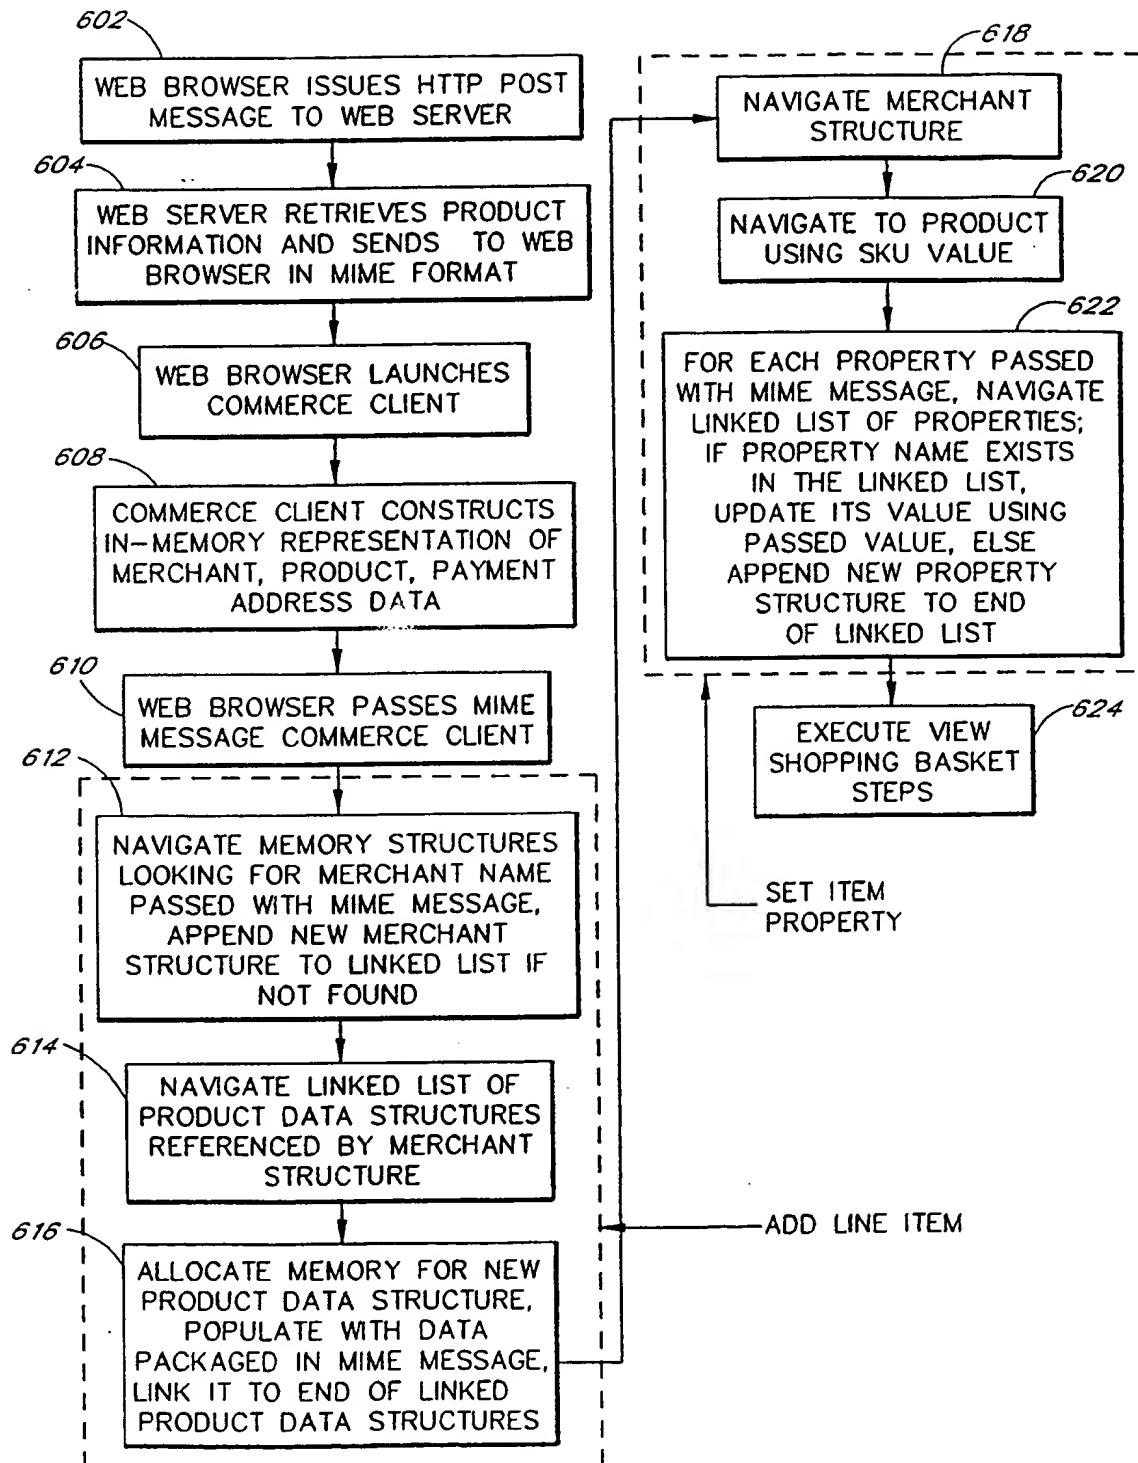 602
WEB BROWSER ISSUES HTTP POST
MESSAGE TO WEB SERVER
604
WEB SERVER RETRIEVES PRODUCT
INFORMATION AND SENDS TO WEB
BROWSER IN MIME FORMAT
606
WEB BROWSER LAUNCHES
COMMERCE CLIENT
608
COMMERCE CLIENT CONSTRUCTS
IN-MEMORY REPRESENTATION OF
MERCHANT, PRODUCT, PAYMENT
ADDRESS DATA
610
WEB BROWSER PASSES MIME
MESSAGE COMMERCE CLIENT
612
NAVIGATE MEMORY STRUCTURES
LOOKING FOR MERCHANT NAME
PASSED WITH MIME MESSAGE,
APPEND NEW MERCHANT
STRUCTURE TO LINKED LIST IF
NOT FOUND
614
NAVIGATE LINKED LIST OF
PRODUCT DATA STRUCTURES
REFERENCED BY MERCHANT
STRUCTURE
616
ALLOCATE MEMORY FOR NEW
PRODUCT DATA STRUCTURE,
POPULATE WITH DATA
PACKAGED IN MIME MESSAGE,
LINK IT TO END OF LINKED
PRODUCT DATA STRUCTURES
ADD LINE ITEM
618
NAVIGATE MERCHANT
STRUCTURE
620
NAVIGATE TO PRODUCT
USING SKU VALUE
622
FOR EACH PROPERTY PASSED
WITH MIME MESSAGE, NAVIGATE
LINKED LIST OF PROPERTIES;
IF PROPERTY NAME EXISTS
IN THE LINKED LIST,
UPDATE ITS VALUE USING
PASSED VALUE, ELSE
APPEND NEW PROPERTY
STRUCTURE TO END
OF LINKED LIST
624
EXECUTE VIEW
SHOPPING BASKET
STEPS
SET ITEM
PROPERTY